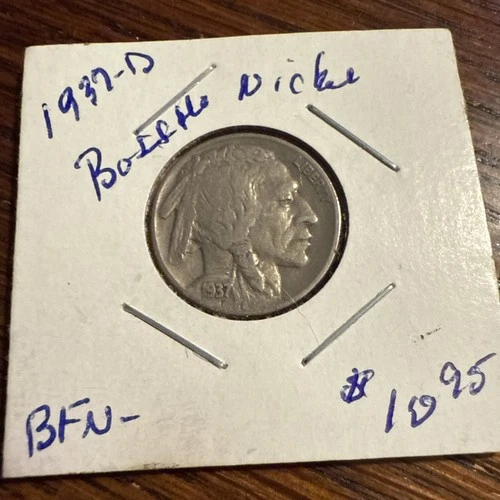 1937-D
Buffalo Nickel
LIBERTY
1937
BFN-
$10.95